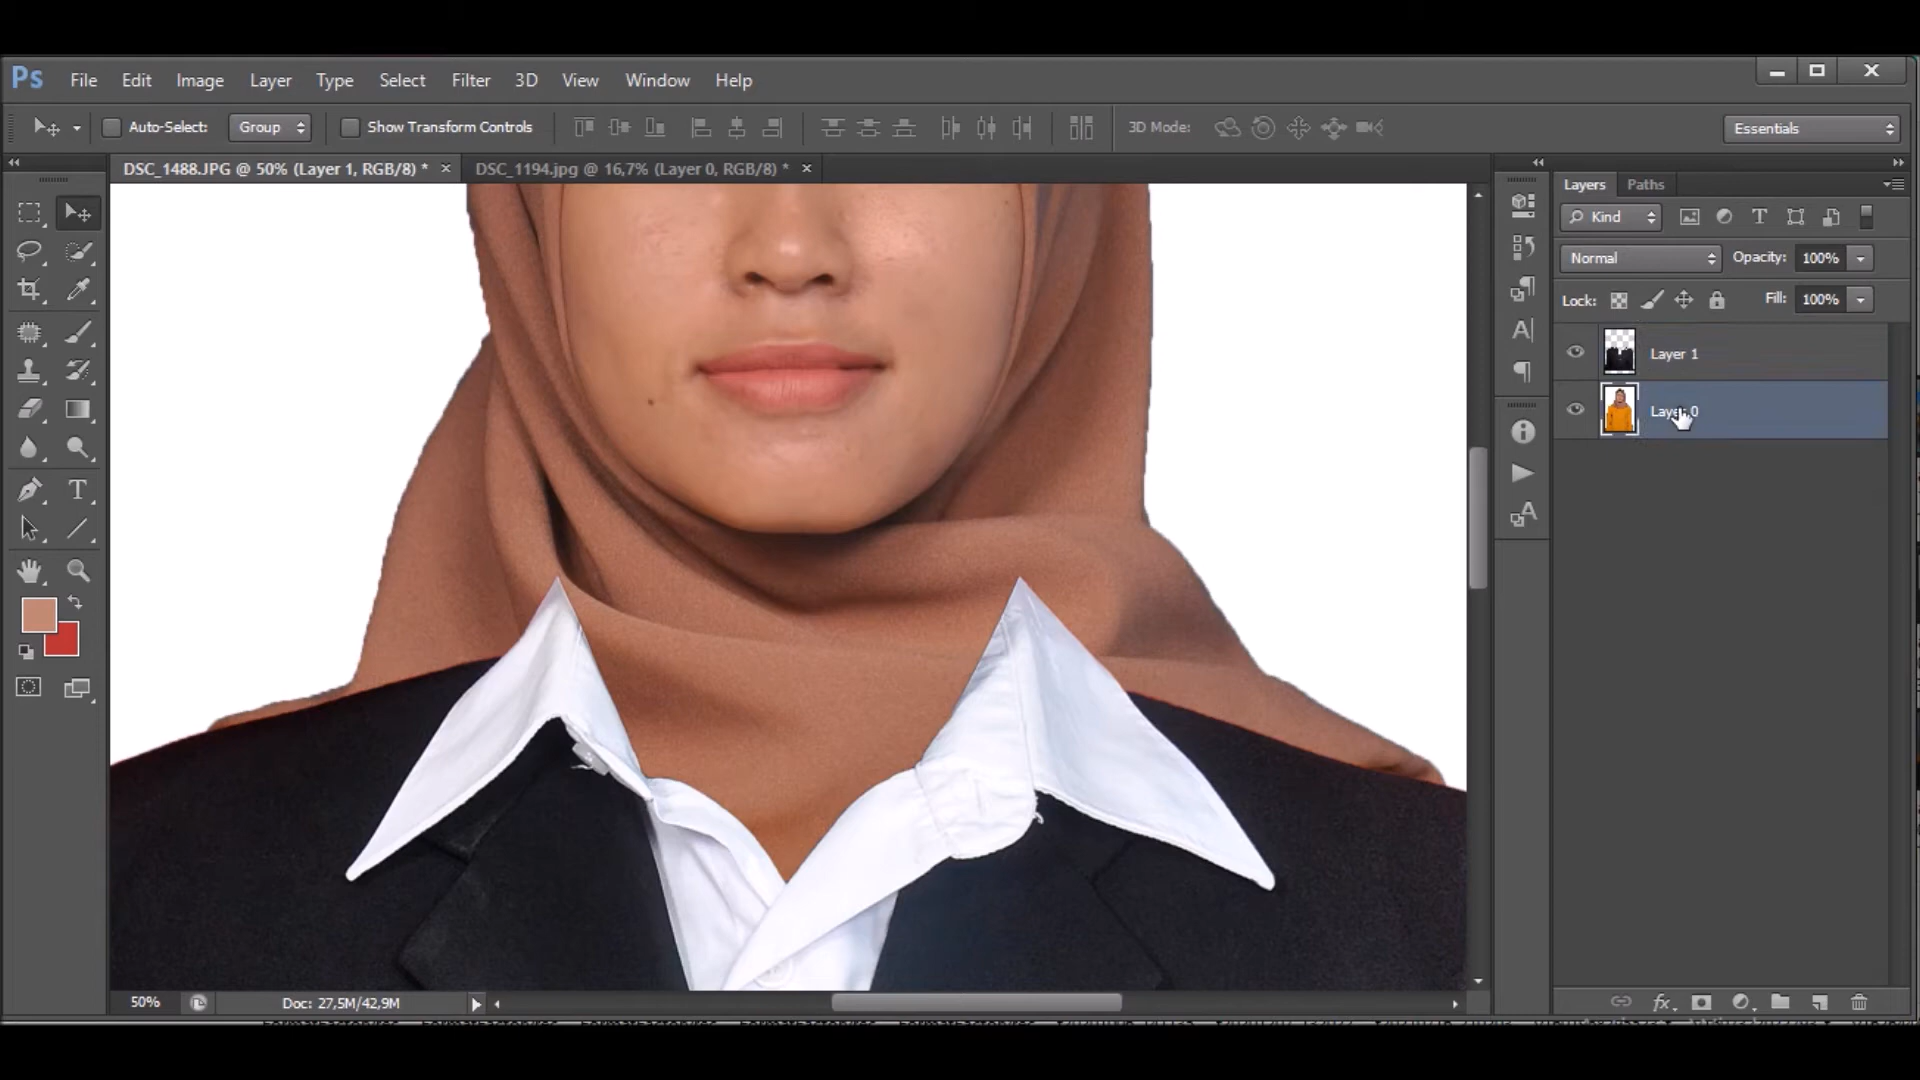 Ps File Edit Image Layer Type Select Filter 3D View Window Help
Auto-Select: Group Show Transform Controls 3D Mode: Essentials
DSC_1488.JPG @ 50% (Layer 1, RGB/8) * × DSC_1194.jpg @ 16,7% (Layer 0, RGB/8) * ×
Layers Paths
Kind
Normal Opacity: 100%
Lock: Fill: 100%
Layer 1
Layer 0
50% Doc: 27,5M/42,9M